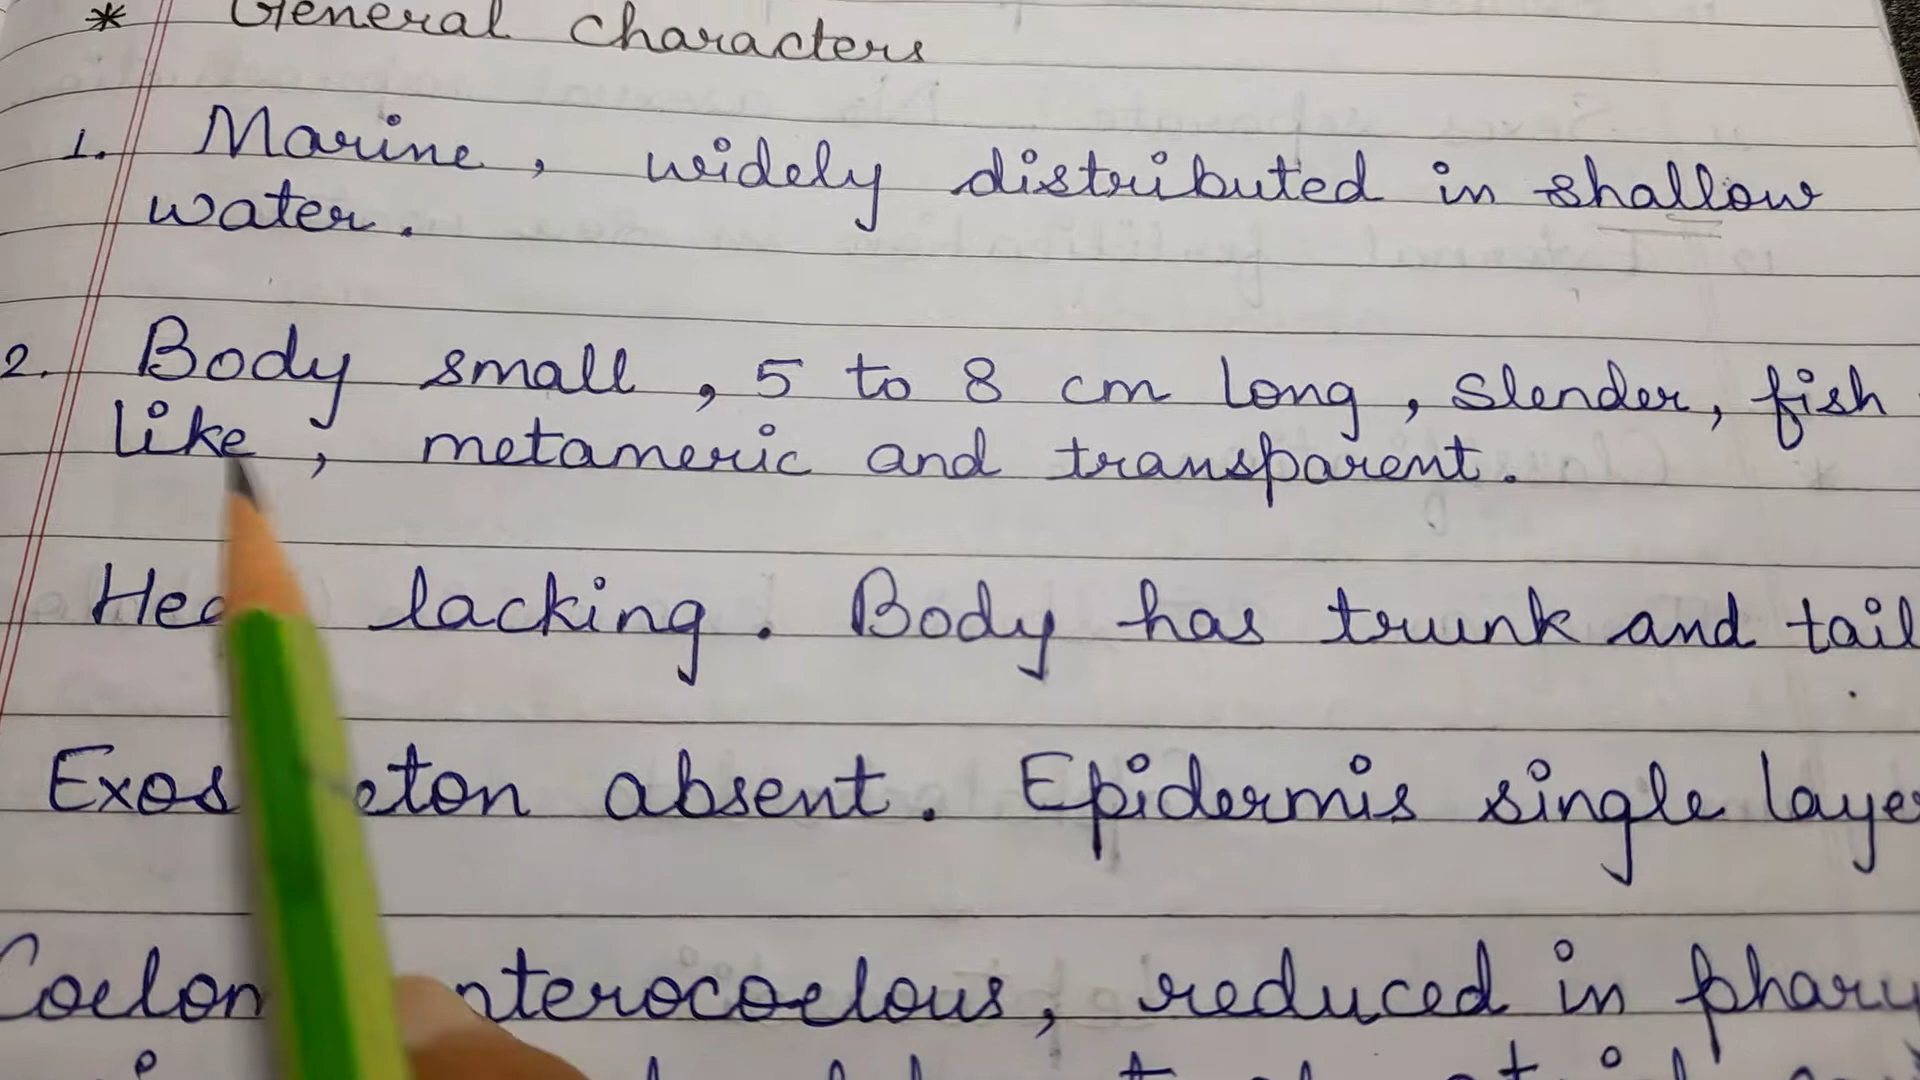 * General characters
1. Marine, widely distributed in shallow
water.
2. Body small, 5 to 8 cm long, slender, fish
like, metameric and transparent.
lacking. Body has trunk and tail
.
absent. Epidermis single
reduced in